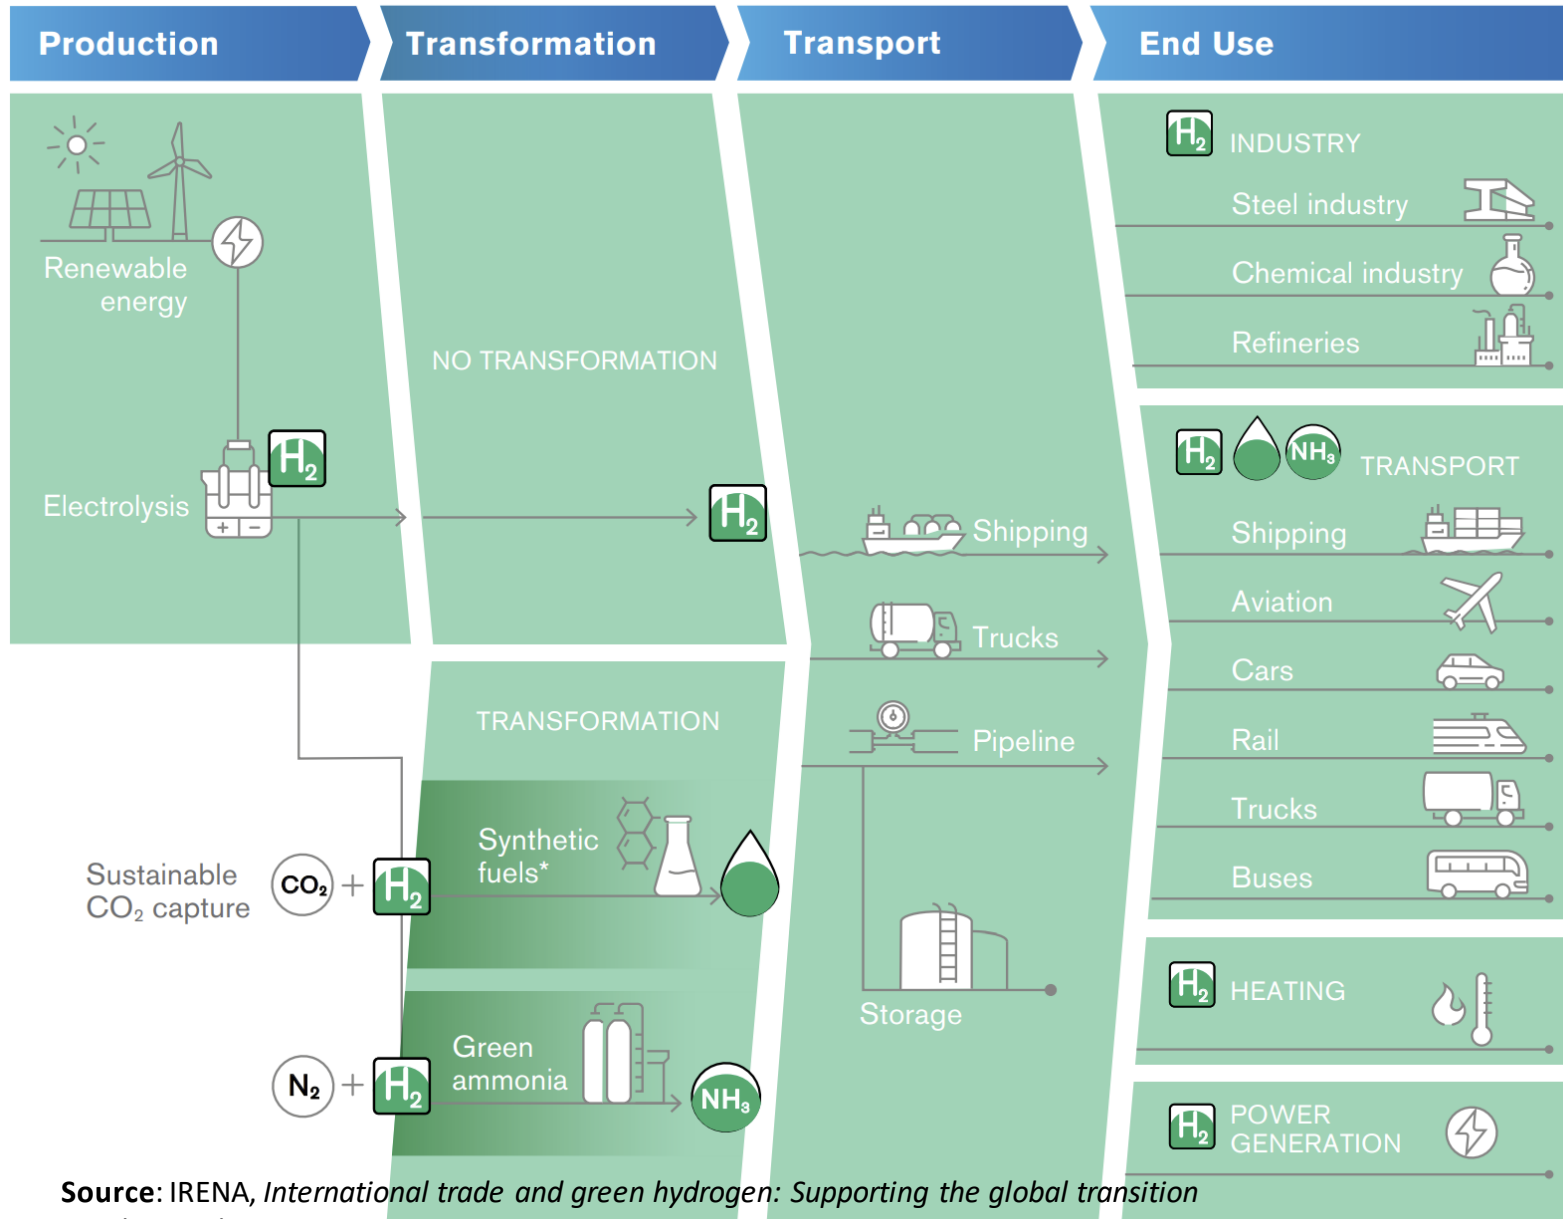 Production
Transformation
Transport
End Use
Renewable
energy
Electrolysis
+ −
H2
NO TRANSFORMATION
H2
TRANSFORMATION
Sustainable
CO2 capture
CO2 + H2
Synthetic
fuels*
N2 + H2
Green
ammonia
NH3
Shipping
Trucks
Pipeline
Storage
H2 INDUSTRY
Steel industry
Chemical industry
Refineries
H2 NH3 TRANSPORT
Shipping
Aviation
Cars
Rail
Trucks
Buses
H2 HEATING
H2 POWER
GENERATION
Source: IRENA, International trade and green hydrogen: Supporting the global transition